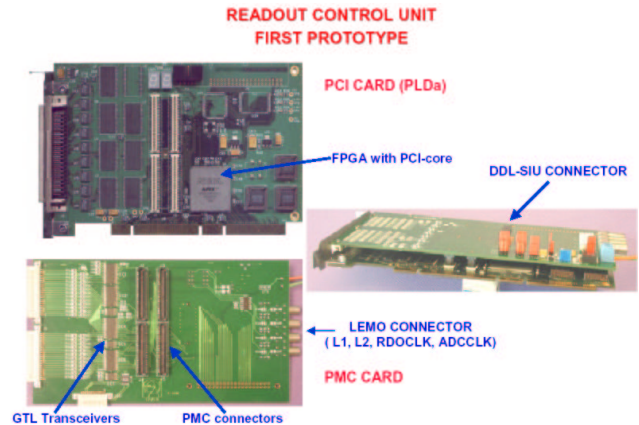 READOUT CONTROL UNIT
FIRST PROTOTYPE
PCI CARD (PLDa)
FPGA with PCI-core
DDL-SIU CONNECTOR
LEMO CONNECTOR
( L1, L2, RDOCLK, ADCCLK)
PMC CARD
GTL Transceivers
PMC connectors